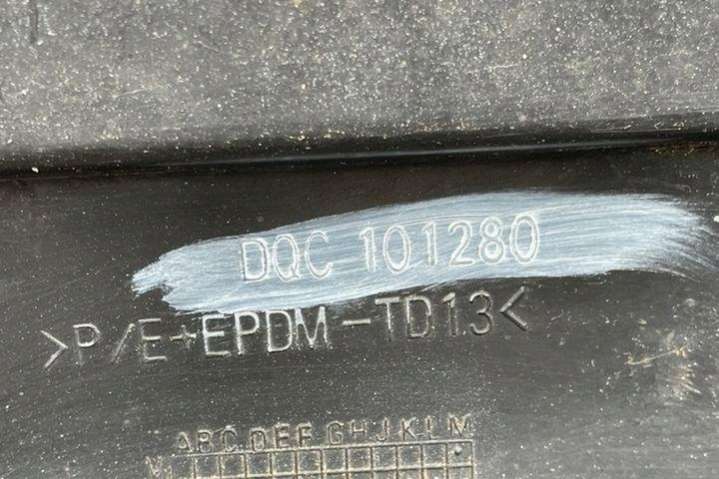 DQC 101280
>P/E+EPDM-TD13<
ABCDEFGHJKLM